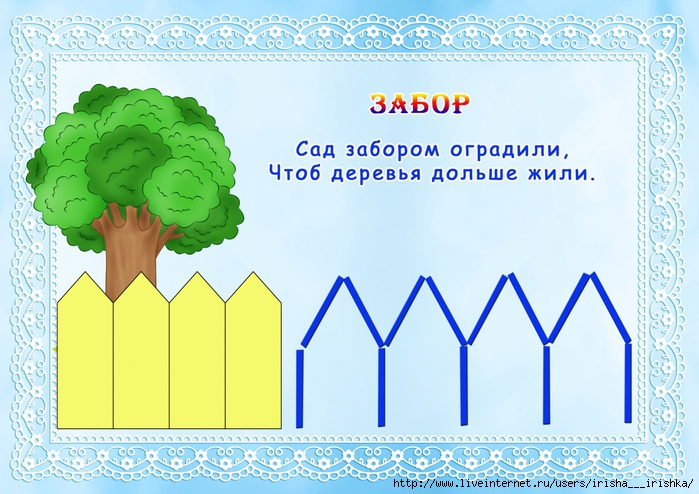 ЗАБОР
Сад забором оградили,
Чтоб деревья дольше жили.
http://www.liveinternet.ru/users/irisha___irishka/